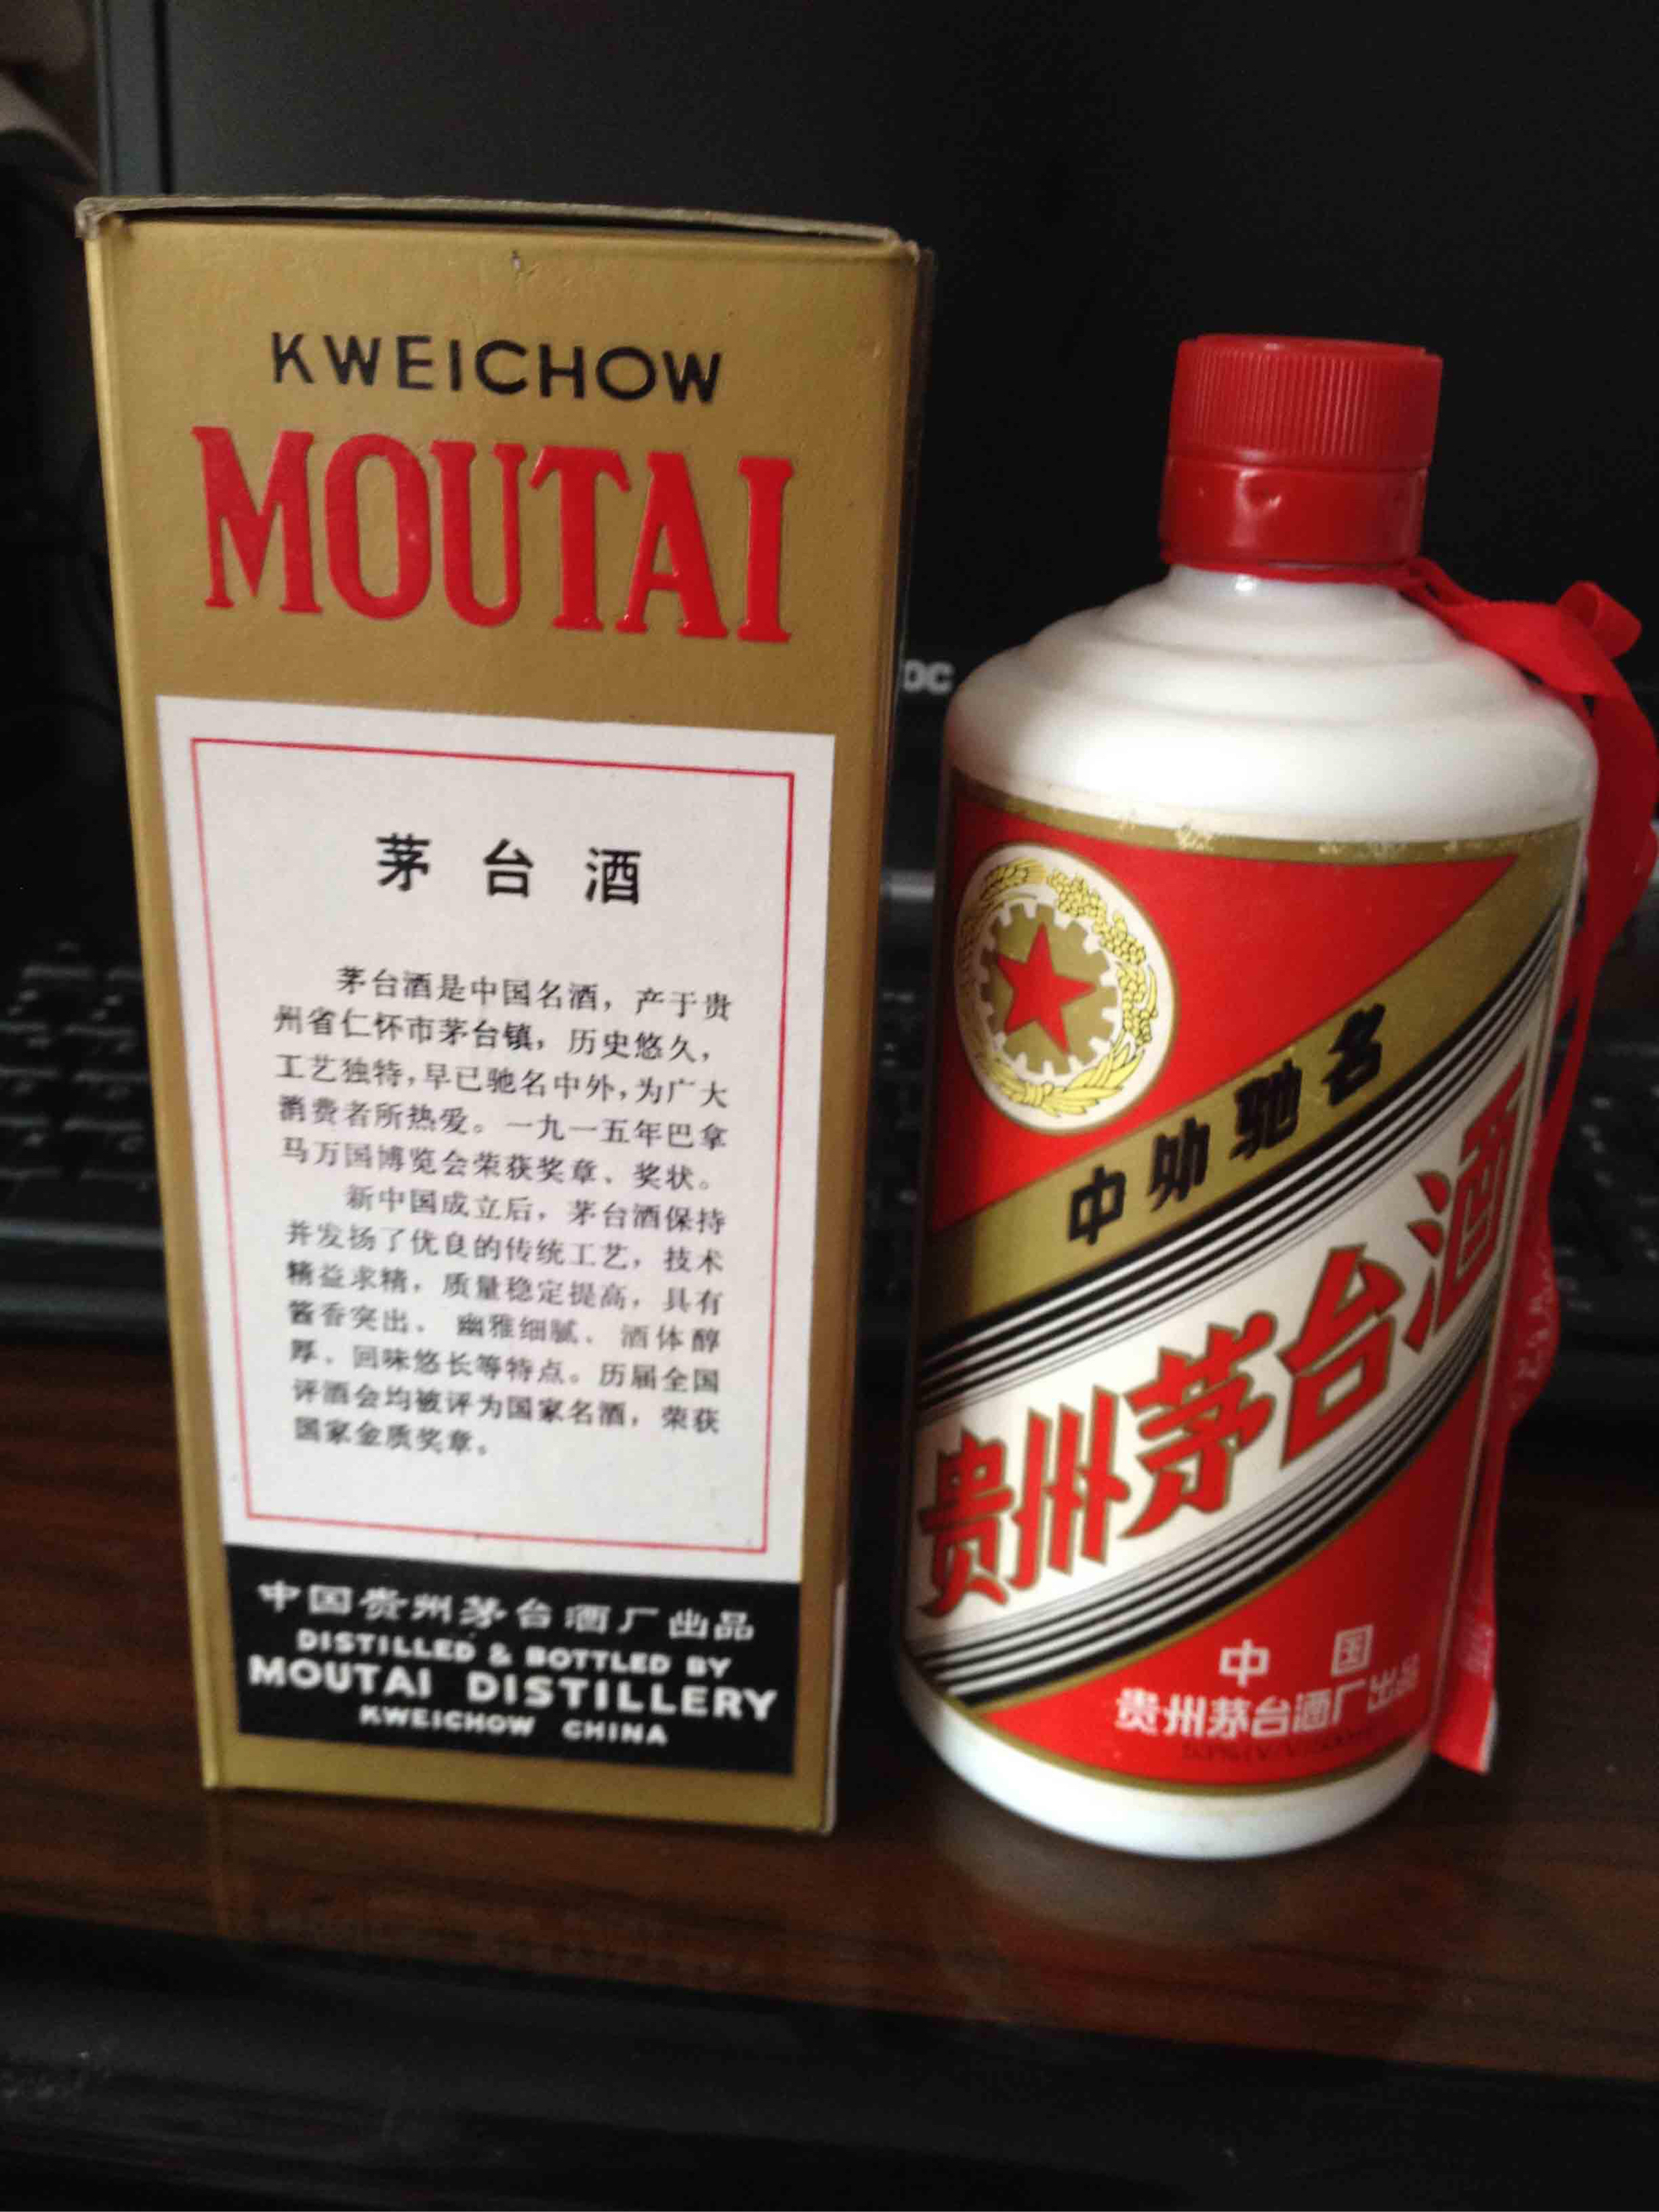 KWEICHOW
MOUTAI
茅台酒
茅台酒是中国名酒，产于贵
州省仁怀市茅台镇，历史悠久，
工艺独特，早已驰名中外，为广大
消费者所热爱。一九一五年巴拿
马万国博览会荣获奖章、奖状。
新中国成立后，茅台酒保持
并发扬了优良的传统工艺，技术
精益求精，质量稳定提高，具有
酱香突出、幽雅细腻、酒体醇
厚、回味悠长等特点。历届全国
评酒会均被评为国家名酒，荣获
国家金质奖章。
中国贵州茅台酒厂出品
DISTILLED & BOTTLED BY
MOUTAI DISTILLERY
KWEICHOW CHINA
中外驰名
贵州茅台酒
中国
贵州茅台酒厂出品